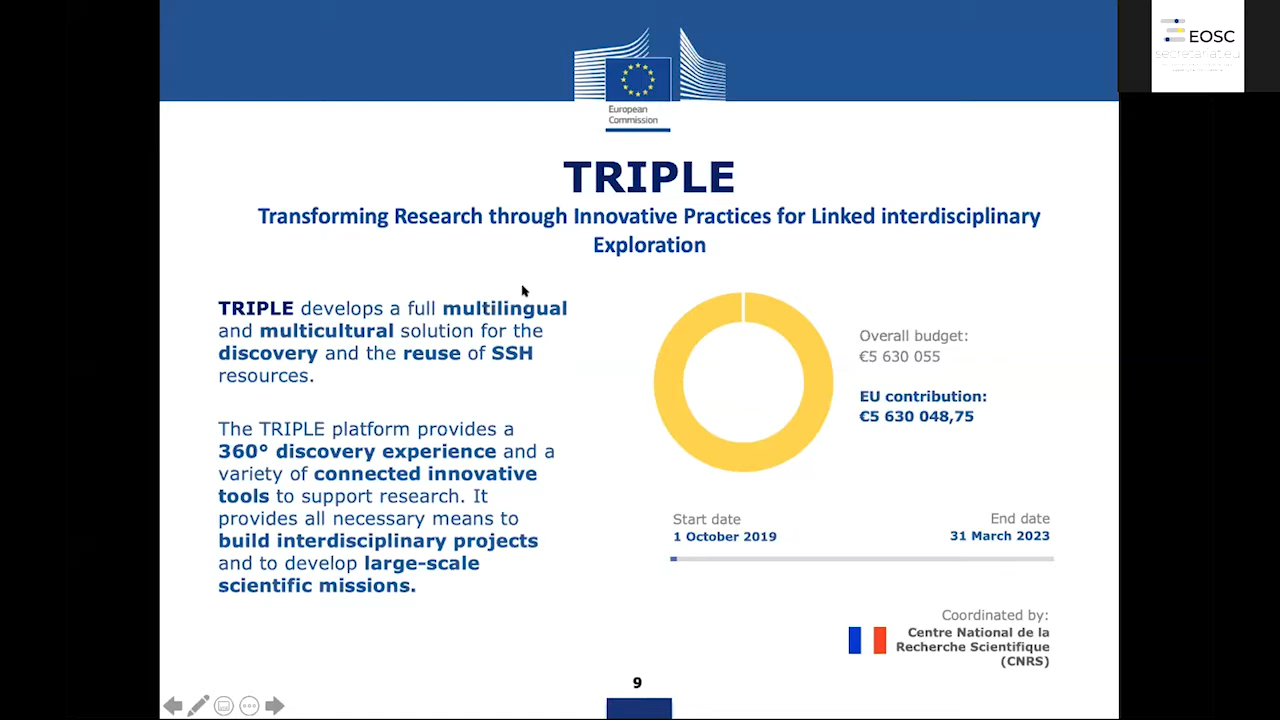 EOSC
European
Commission
TRIPLE
Transforming Research through Innovative Practices for Linked interdisciplinary
Exploration
TRIPLE develops a full multilingual
and multicultural solution for the
discovery and the reuse of SSH
resources.
The TRIPLE platform provides a
360° discovery experience and a
variety of connected innovative
tools to support research. It
provides all necessary means to
build interdisciplinary projects
and to develop large-scale
scientific missions.
Overall budget:
€5 630 055
EU contribution:
€5 630 048,75
Start date
1 October 2019
End date
31 March 2023
Coordinated by:
Centre National de la
Recherche Scientifique
(CNRS)
9